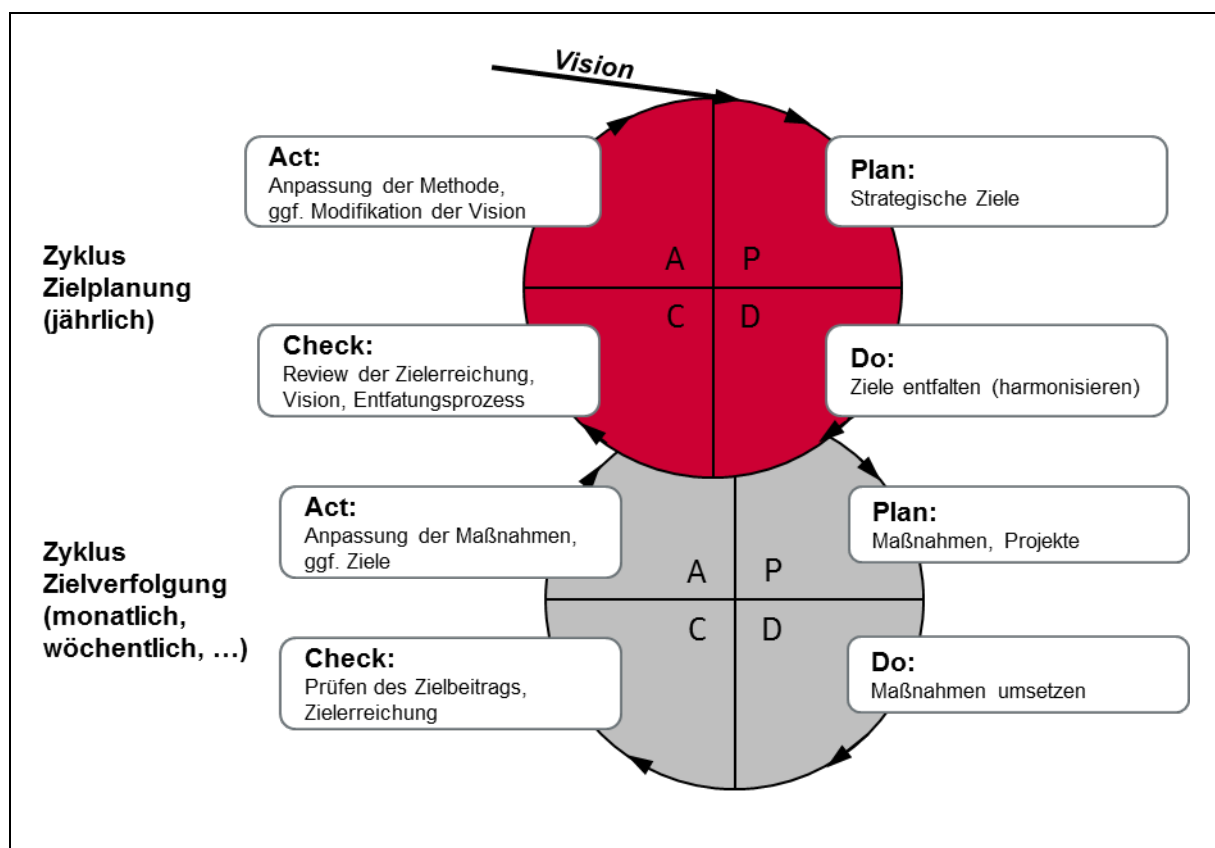 Vision
Act:
Anpassung der Methode,
ggf. Modifikation der Vision
Plan:
Strategische Ziele
Zyklus
Zielplanung
(jährlich)
A
P
C
D
Check:
Review der Zielerreichung,
Vision, Entfatungsprozess
Do:
Ziele entfalten (harmonisieren)
Act:
Anpassung der Maßnahmen,
ggf. Ziele
Plan:
Maßnahmen, Projekte
Zyklus
Zielverfolgung
(monatlich,
wöchentlich, …)
A
P
C
D
Check:
Prüfen des Zielbeitrags,
Zielerreichung
Do:
Maßnahmen umsetzen